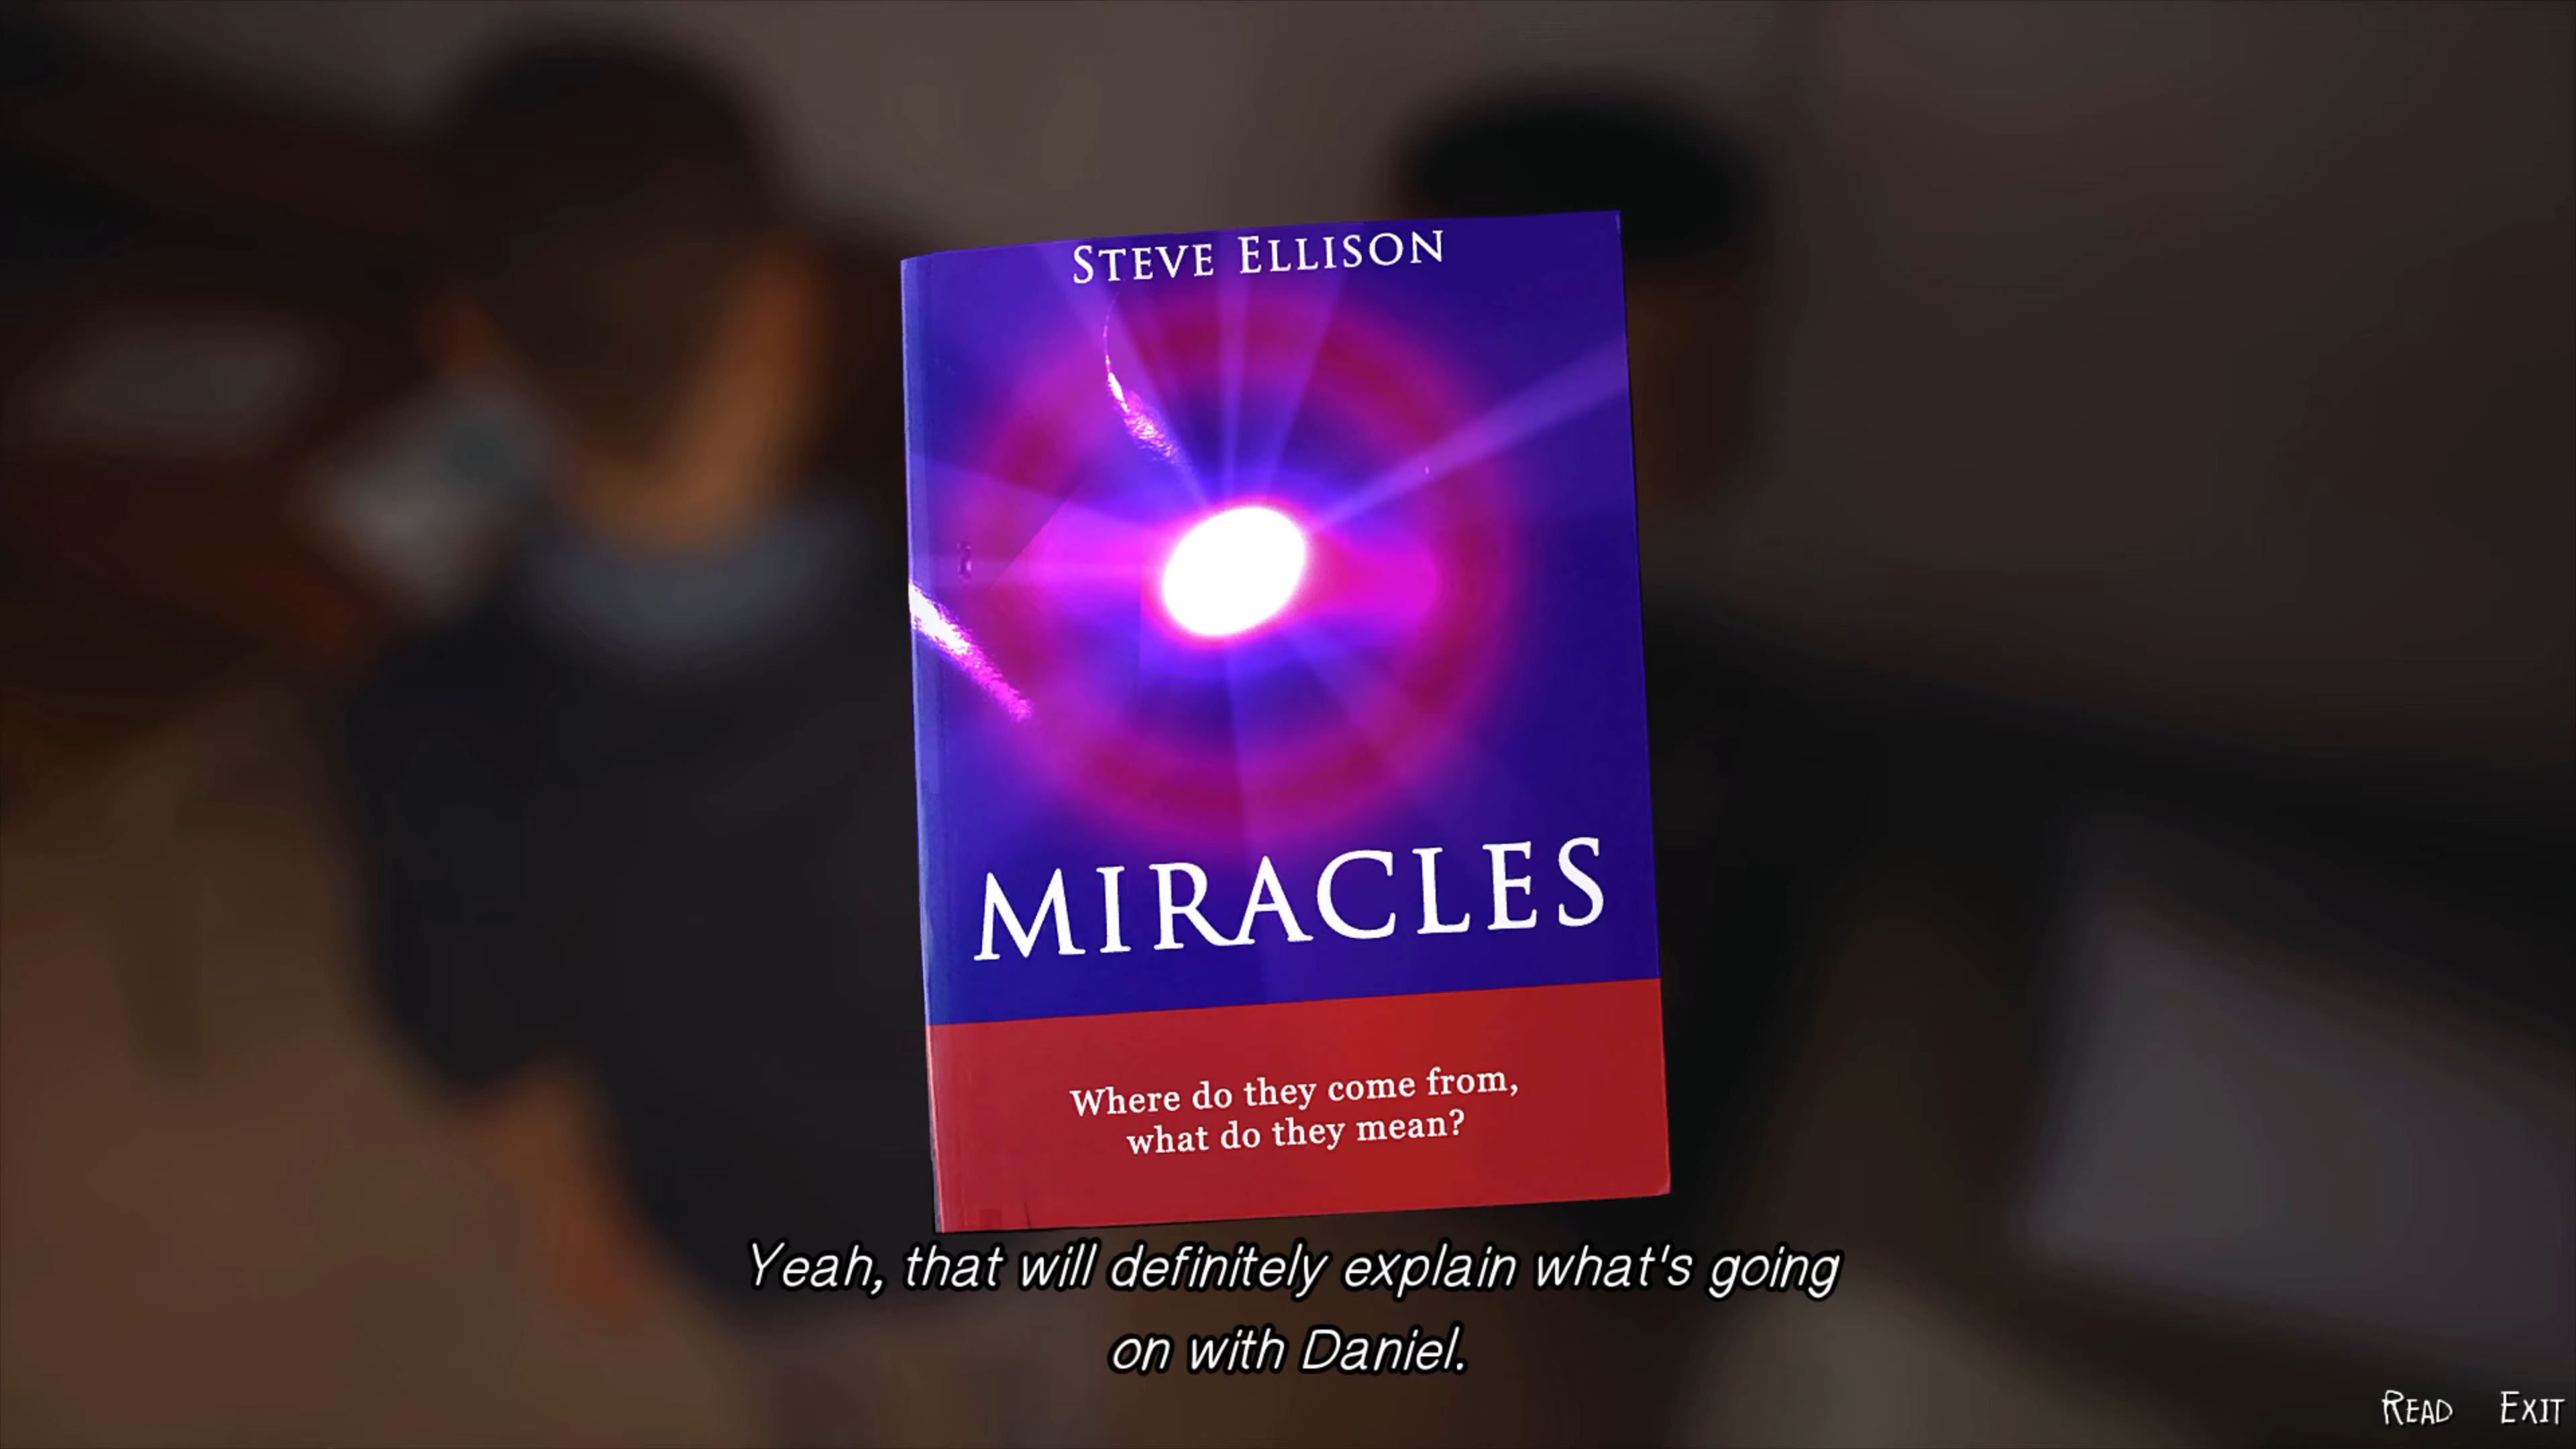 STEVE ELLISON
MIRACLES
Where do they come from,
what do they mean?
Yeah, that will definitely explain what's going
on with Daniel.
READ EXIT